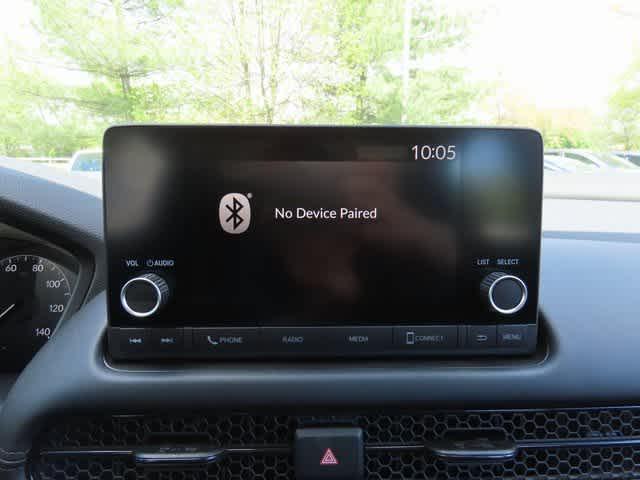 10:05
No Device Paired
VOL AUDIO
LIST SELECT
PHONE RADIO MEDIA CONNECT MENU
60 80 100 120 140